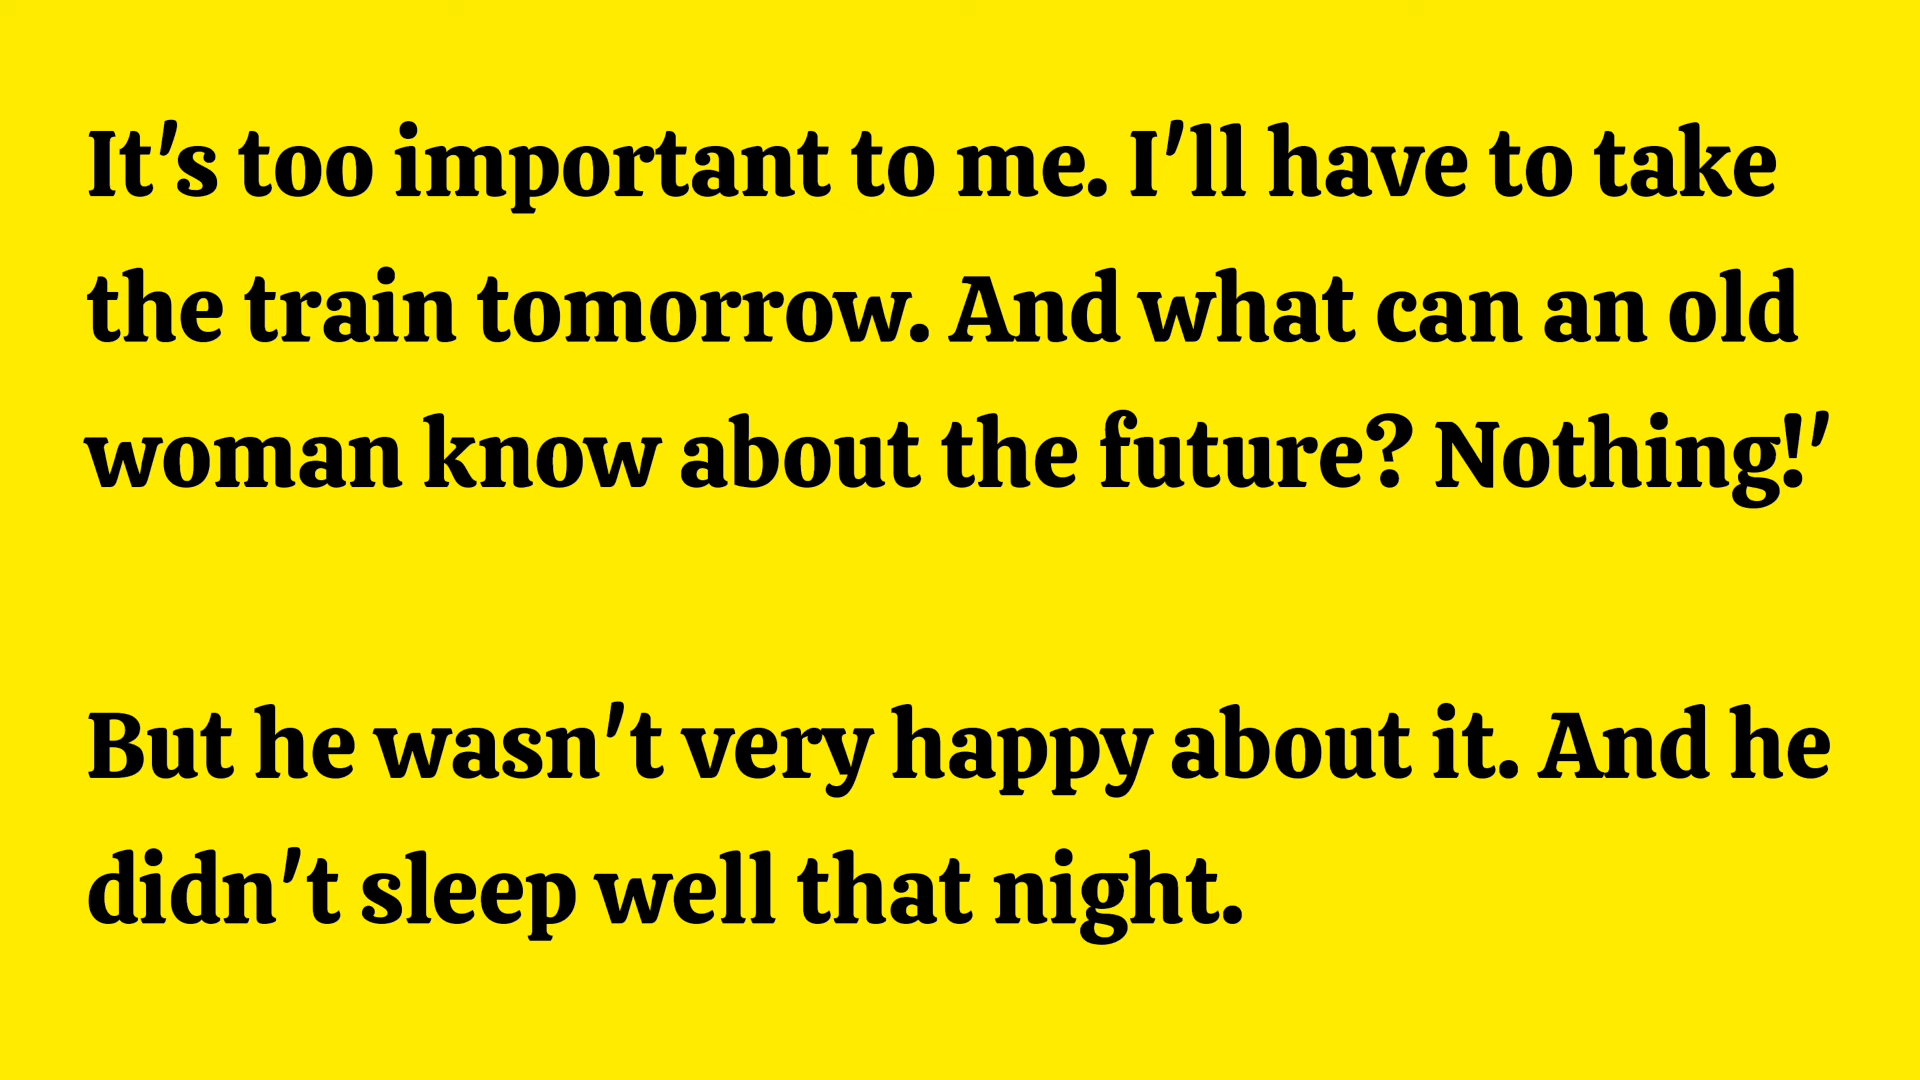 It's too important to me. I'll have to take
the train tomorrow. And what can an old
woman know about the future? Nothing!'
But he wasn't very happy about it. And he
didn't sleep well that night.